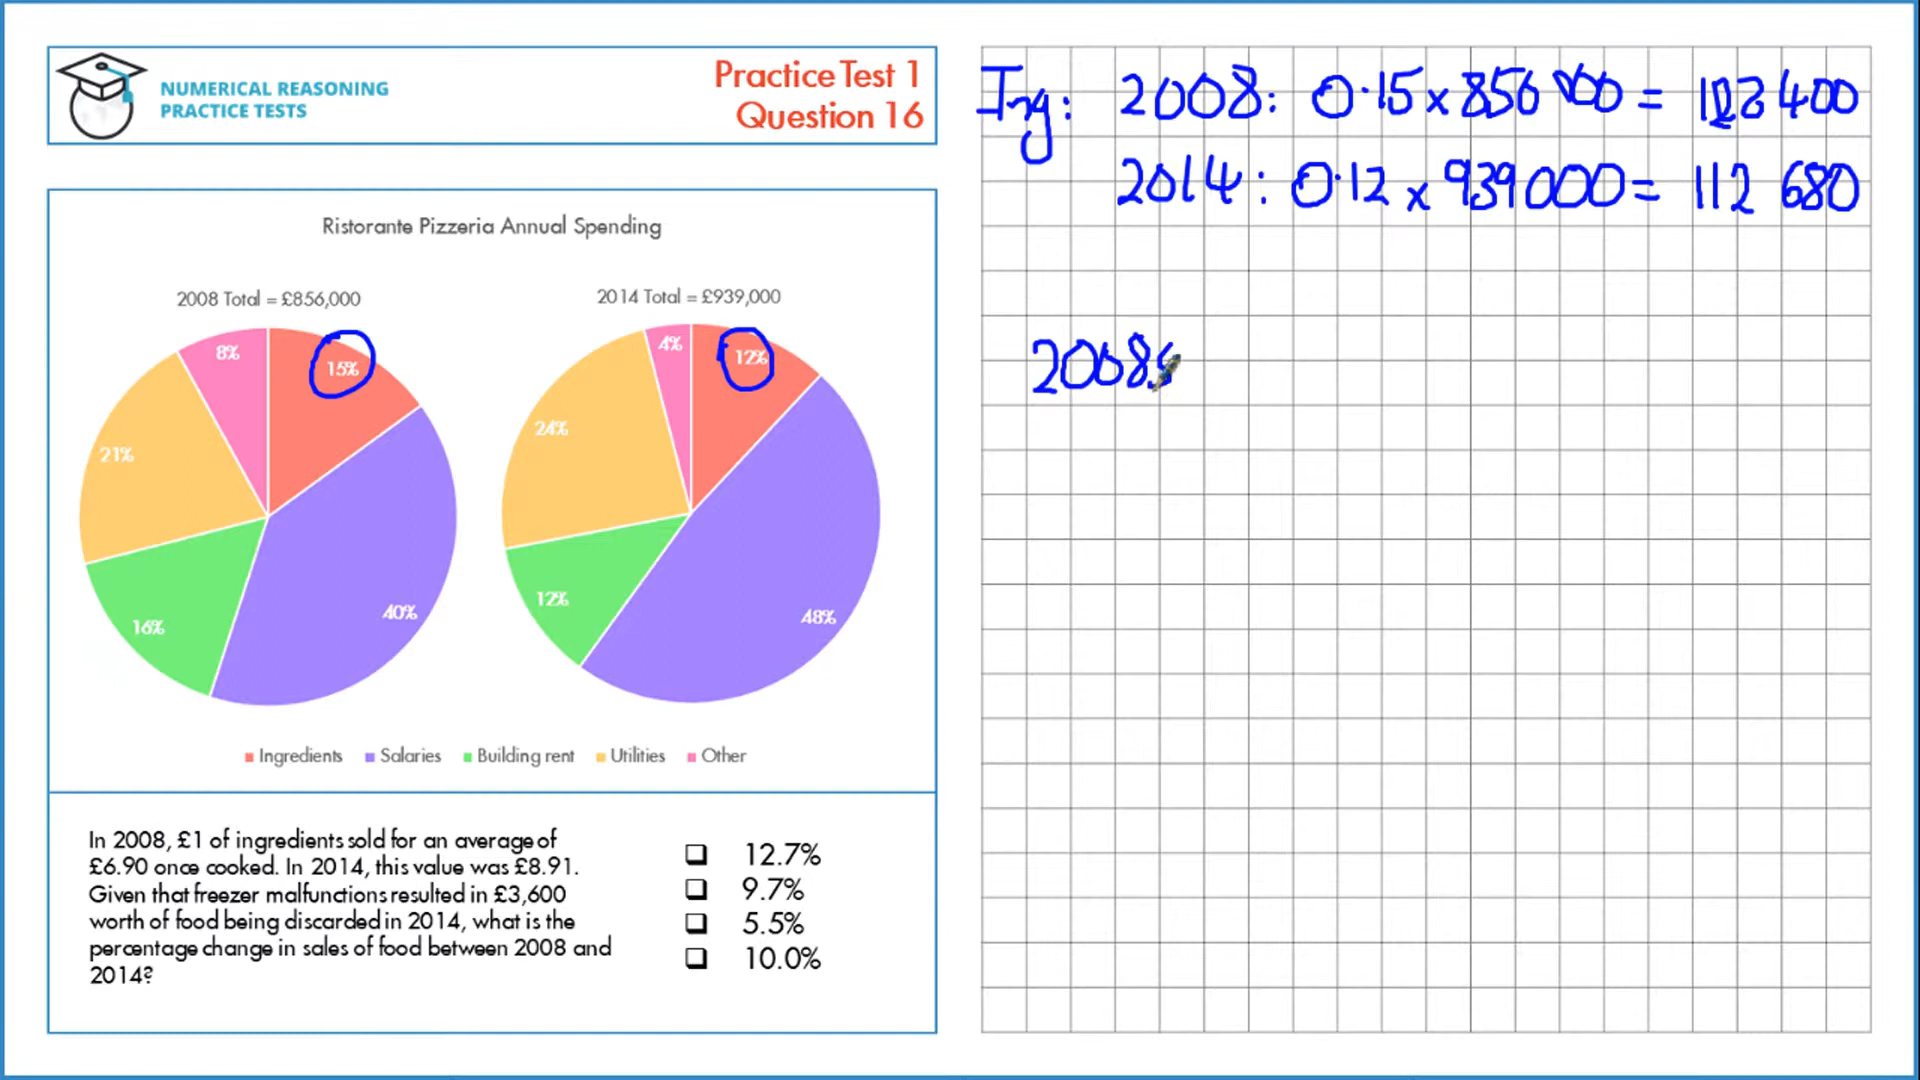 NUMERICAL REASONING
PRACTICE TESTS
Practice Test 1
Question 16
Ristorante Pizzeria Annual Spending
2008 Total = £856,000
2014 Total = £939,000
8%
15%
21%
16%
40%
4%
12%
24%
12%
48%
Ingredients Salaries Building rent Utilities Other
In 2008, £1 of ingredients sold for an average of
£6.90 once cooked. In 2014, this value was £8.91.
Given that freezer malfunctions resulted in £3,600
worth of food being discarded in 2014, what is the
percentage change in sales of food between 2008 and
2014?
12.7%
9.7%
5.5%
10.0%
Ing: 2008: 0.15 x 856 000 = 128 400
2014: 0.12 x 939000 = 112 680
2008s